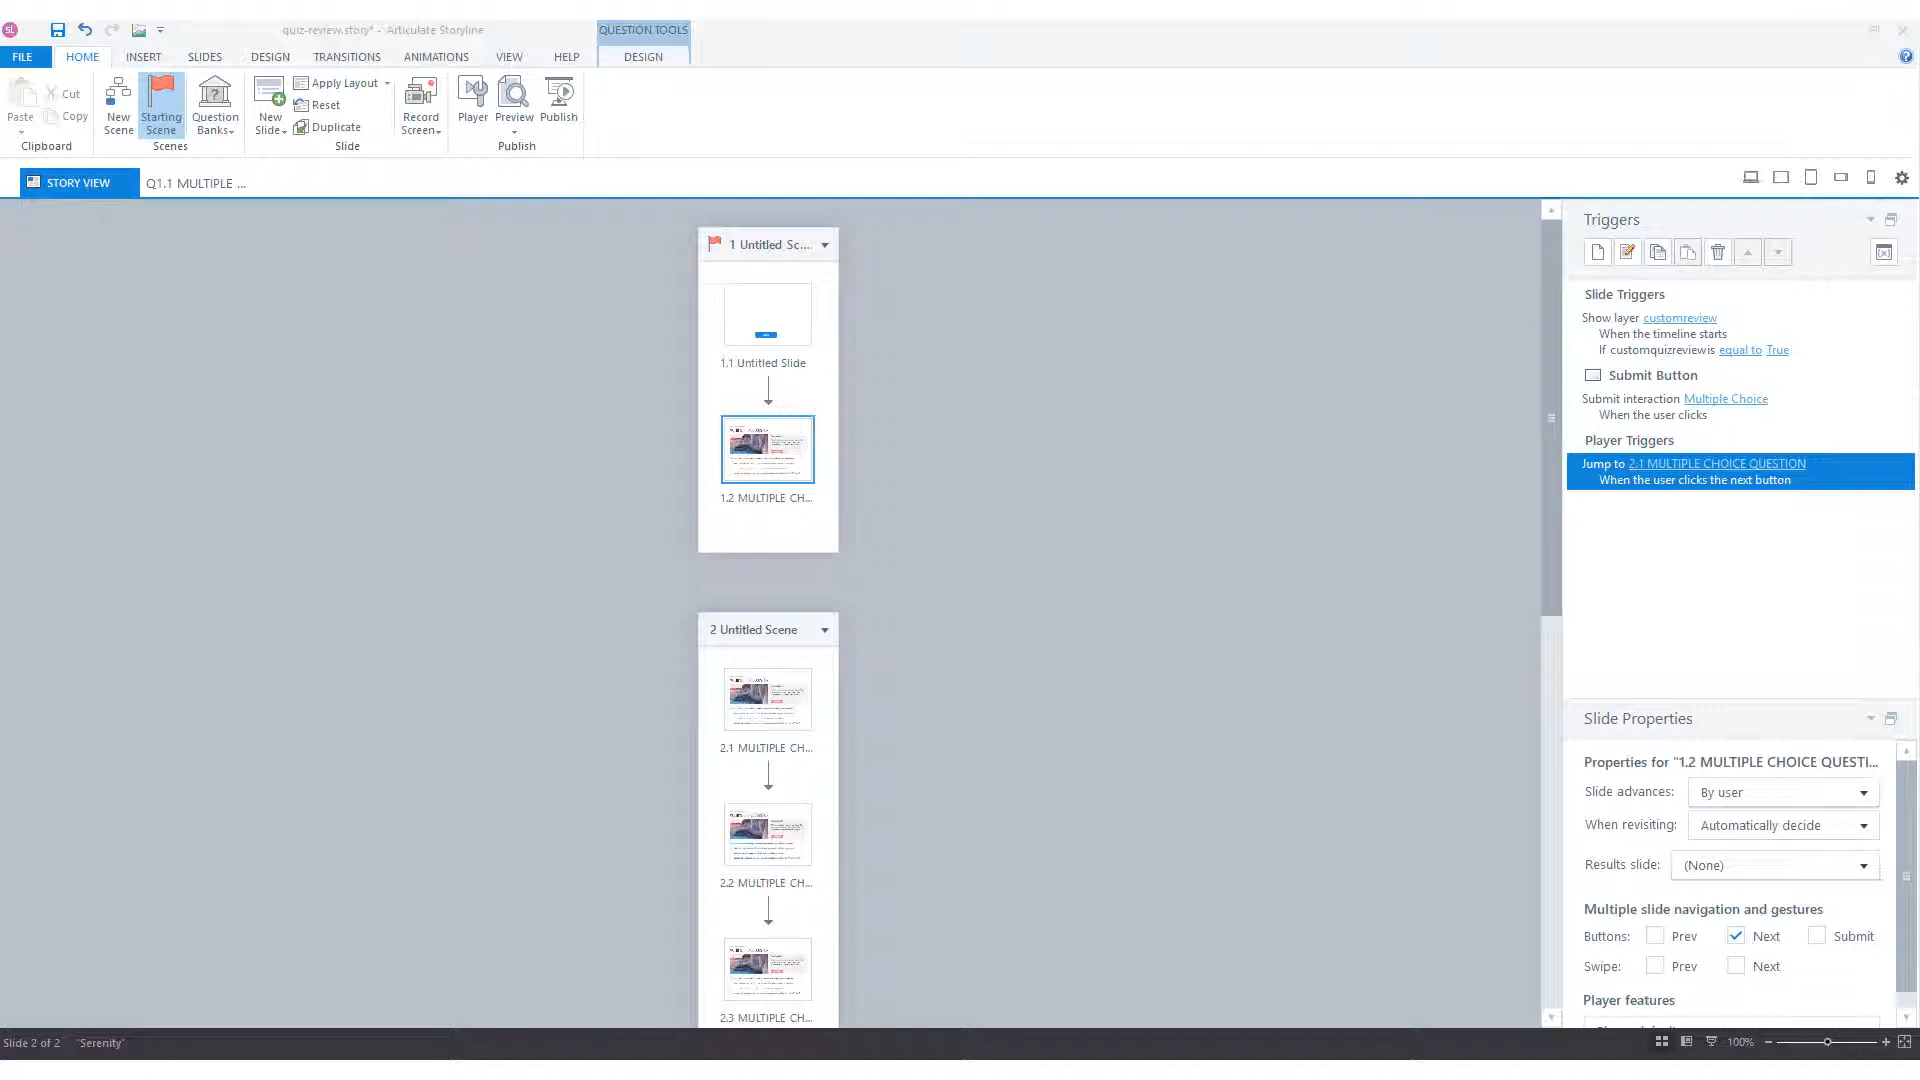 SL
quiz-review.story* - Articulate Storyline
QUESTION TOOLS
FILE
HOME
INSERT
SLIDES
DESIGN
TRANSITIONS
ANIMATIONS
VIEW
HELP
DESIGN
Paste
Cut
Copy
Clipboard
New Scene
Starting Scene
Question Banks
Scenes
New Slide
Apply Layout
Reset
Duplicate
Slide
Record Screen
Player
Preview
Publish
Publish
STORY VIEW
Q1.1 MULTIPLE ...
1 Untitled Sc...
1.1 Untitled Slide
1.2 MULTIPLE CH...
2 Untitled Scene
2.1 MULTIPLE CH...
2.2 MULTIPLE CH...
2.3 MULTIPLE CH...
Triggers
Slide Triggers
Show layer customreview
When the timeline starts
If customquizreview is equal to True
Submit Button
Submit interaction Multiple Choice
When the user clicks
Player Triggers
Jump to 2.1 MULTIPLE CHOICE QUESTION
When the user clicks the next button
Slide Properties
Properties for "1.2 MULTIPLE CHOICE QUESTI...
Slide advances: By user
When revisiting: Automatically decide
Results slide: (None)
Multiple slide navigation and gestures
Buttons: Prev Next Submit
Swipe: Prev Next
Player features
Slide 2 of 2 "Serenity"
100%